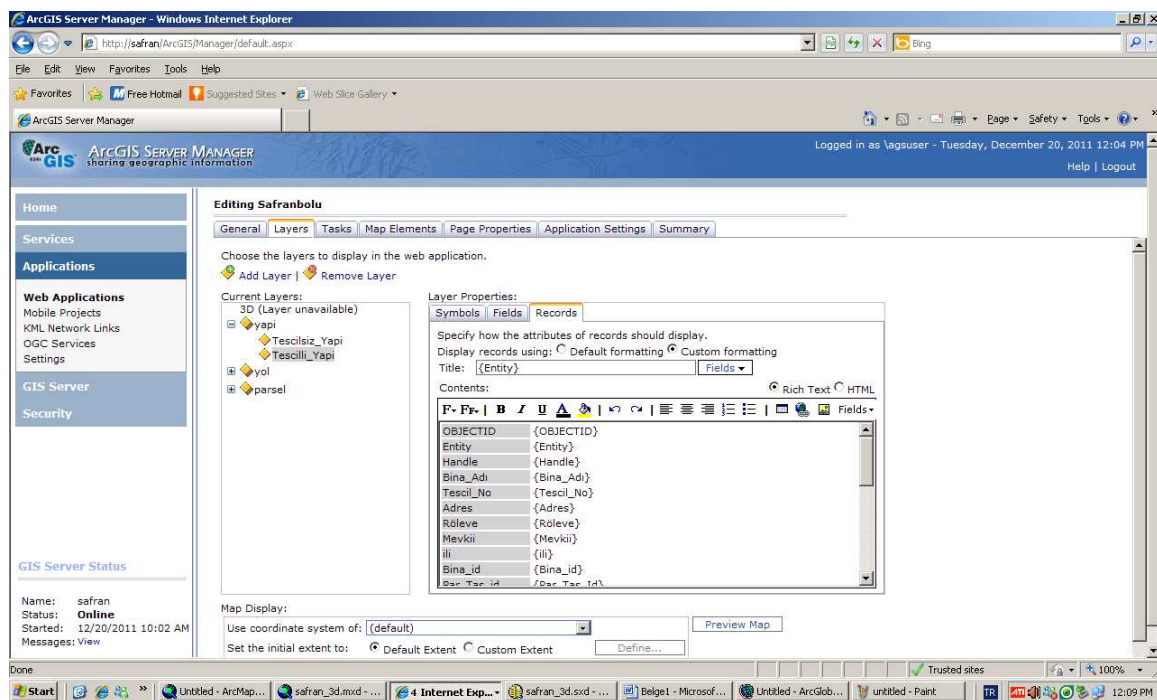 ArcGIS Server Manager - Windows Internet Explorer
http://safran/ArcGIS/Manager/default.aspx
Bing
File Edit View Favorites Tools Help
Favorites Free Hotmail Suggested Sites Web Slice Gallery
ArcGIS Server Manager
Page Safety Tools
ArcGIS ArcGIS SERVER MANAGER
sharing geographic information
Logged in as \agsuser - Tuesday, December 20, 2011 12:04 PM
Help | Logout
Home
Services
Applications
Web Applications
Mobile Projects
KML Network Links
OGC Services
Settings
GIS Server
Security
GIS Server Status
Name: safran
Status: Online
Started: 12/20/2011 10:02 AM
Messages: View
Editing Safranbolu
General Layers Tasks Map Elements Page Properties Application Settings Summary
Choose the layers to display in the web application.
Add Layer | Remove Layer
Current Layers:
3D (Layer unavailable)
yapi
Tescilsiz_Yapi
Tescilli_Yapi
yol
parsel
Layer Properties:
Symbols Fields Records
Specify how the attributes of records should display.
Display records using: Default formatting Custom formatting
Title: {Entity} Fields
Contents: Rich Text HTML
B I U A Fields
OBJECTID {OBJECTID}
Entity {Entity}
Handle {Handle}
Bina_Adı {Bina_Adı}
Tescil_No {Tescil_No}
Adres {Adres}
Röleve {Röleve}
Mevkii {Mevkii}
ili {ili}
Bina_id {Bina_id}
Par_Tas_id {Par_Tas_Id}
Map Display:
Use coordinate system of: (default)
Preview Map
Set the initial extent to: Default Extent Custom Extent Define...
Done Trusted sites 100%
Start Untitled - ArcMap... safran_3d.mxd - ... 4 Internet Exp... safran_3d.sxd - ... Belge1 - Microsof... Untitled - ArcGlob... untitled - Paint TR 12:09 PM